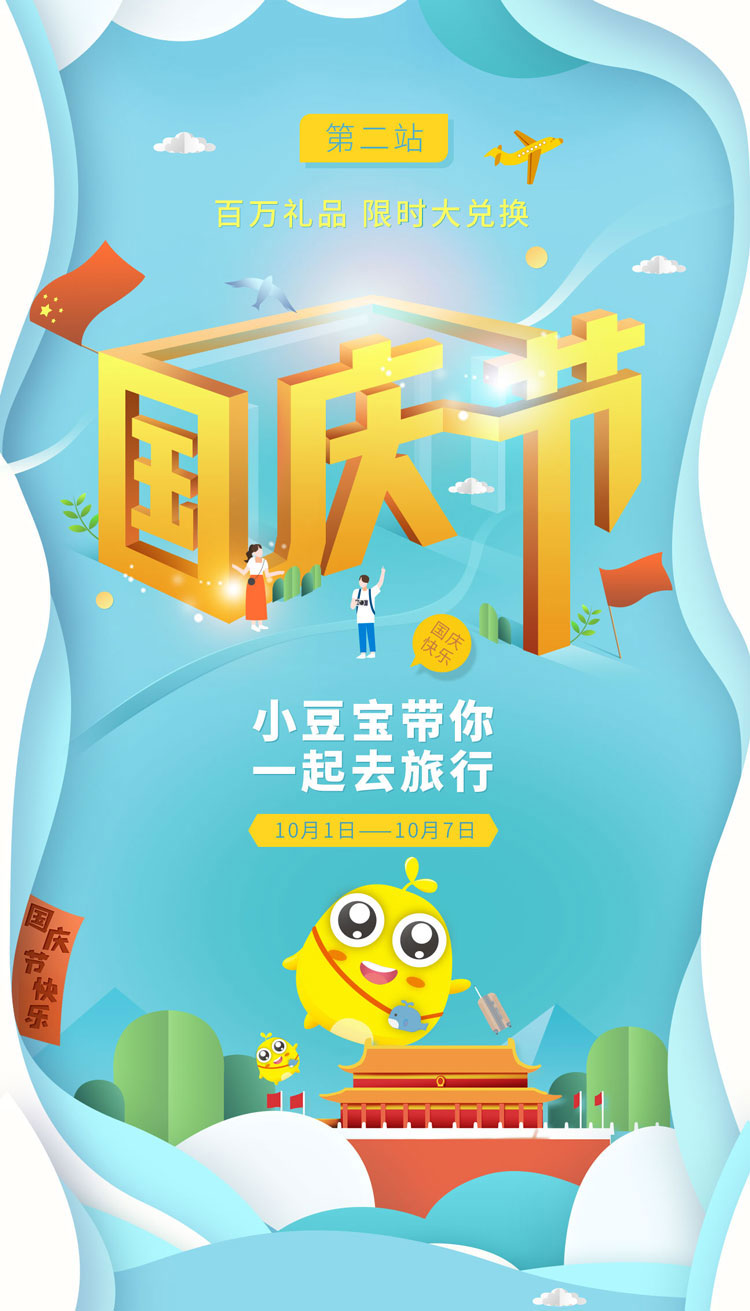 第二站
百万礼品 限时大兑换
国庆节
国庆
快乐
小豆宝带你
一起去旅行
10月1日——10月7日
国庆节快乐